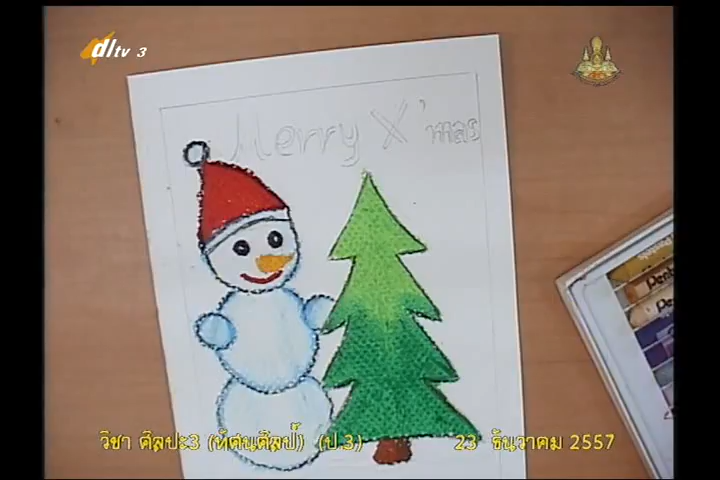 dltv 3
Merry X'mas
Pentel
วิชา ศิลปะ3 (ทัศนศิลป์) (ป.3) 23 ธันวาคม 2557